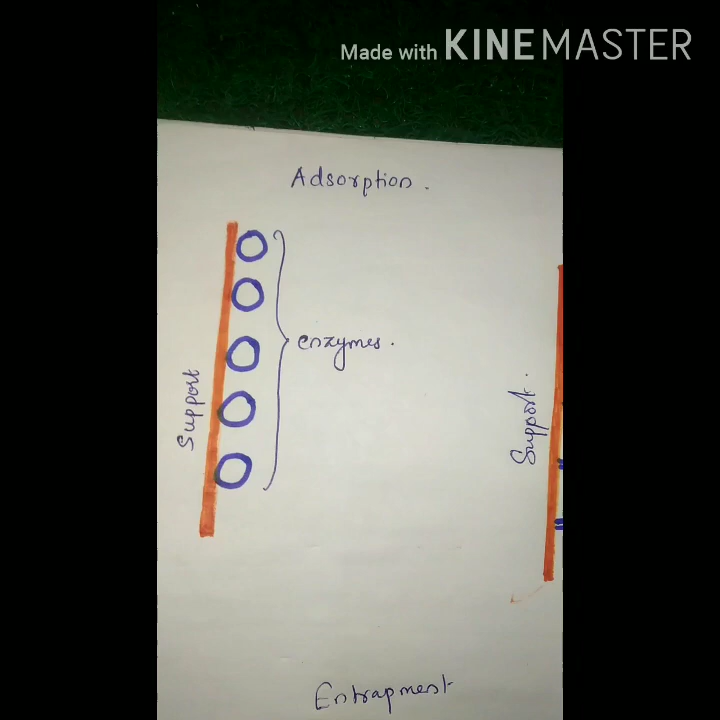 Made with KINEMASTER
Adsorption.
enzymes.
Support
Support.
Entrapment